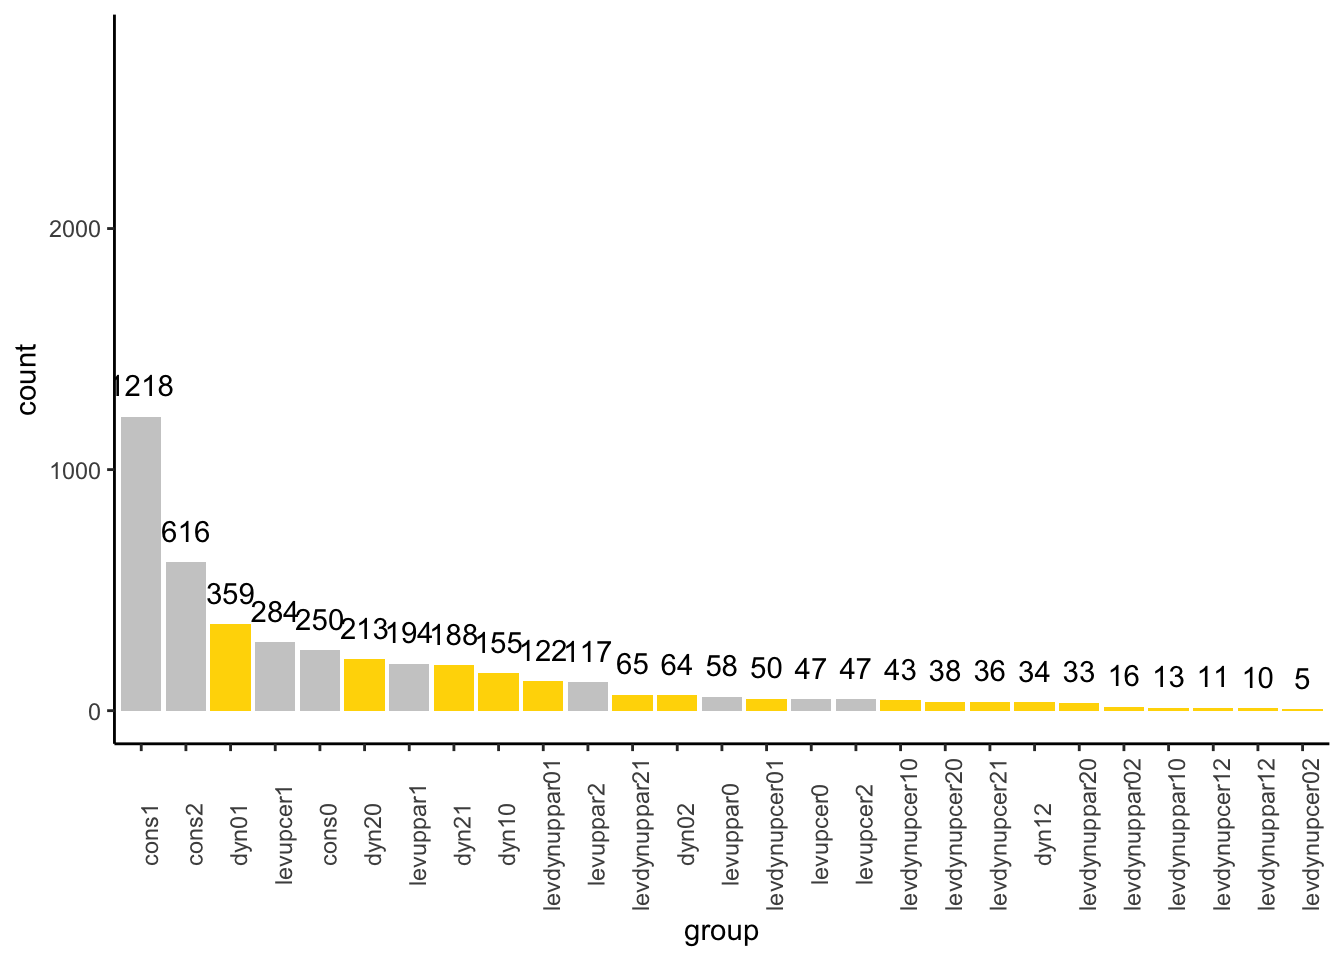 count
2000
1000
0
1218
616
359
284
250
213
194
188
155
122
117
65
64
58
50
47
47
43
38
36
34
33
16
13
11
10
5
cons1
cons2
dyn01
levupcer1
cons0
dyn20
levuppar1
dyn21
dyn10
levdynuppar01
levuppar2
levdynuppar21
dyn02
levuppar0
levdynupcer01
levupcer0
levupcer2
levdynupcer10
levdynupcer20
levdynupcer21
dyn12
levdynuppar20
levdynuppar02
levdynuppar10
levdynupcer12
levdynuppar12
levdynupcer02
group